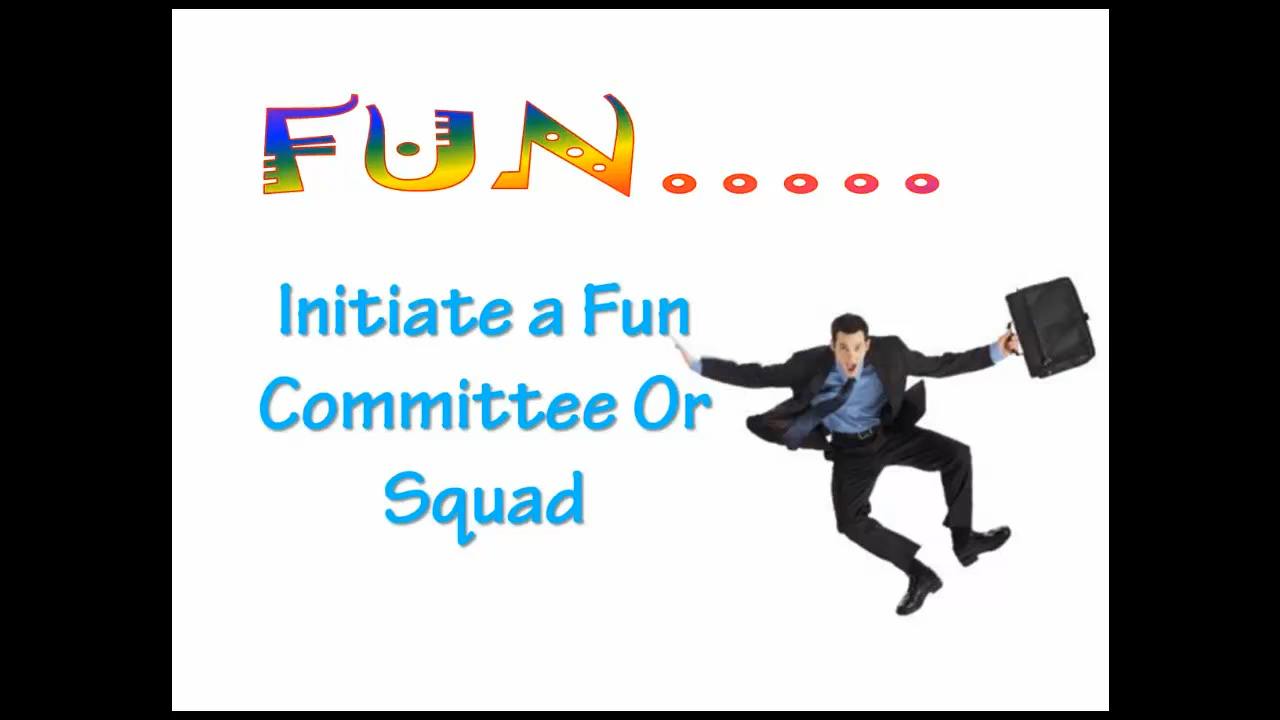 FUN.....
Initiate a Fun
Committee Or
Squad